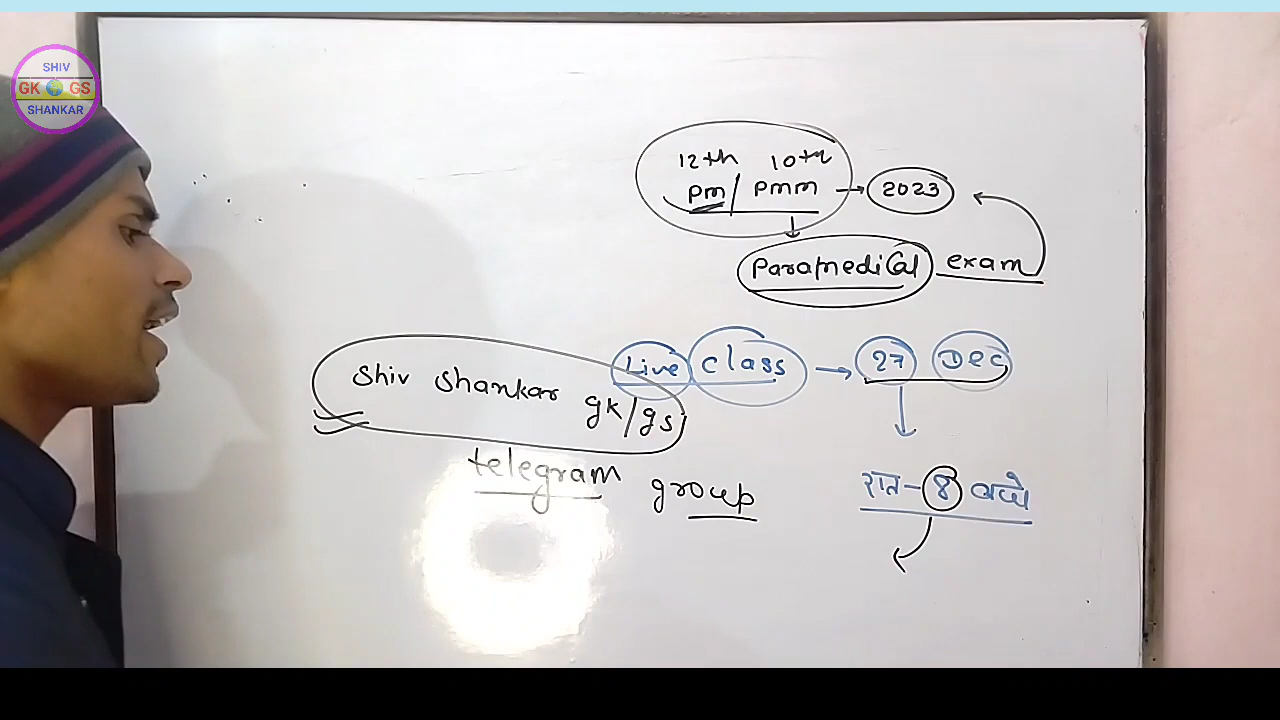 SHIV
GK GS
SHANKAR
12th 10th
PM/PMM → 2023
Paramedical exam
Live class → 27 Dec
Shiv Shankar gk/gs
telegram group
रात-8 बजे